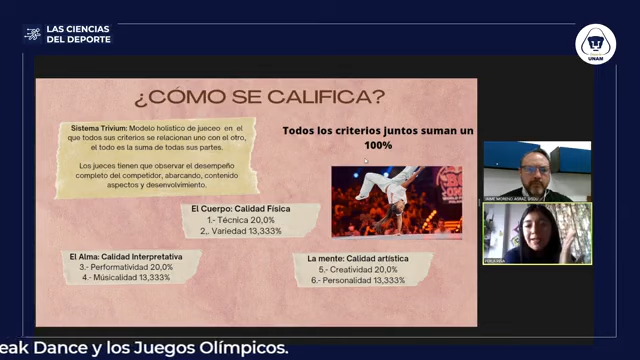 LAS CIENCIAS
DEL DEPORTE
UNAM
¿CÓMO SE CALIFICA?
Sistema Trivium: Modelo holístico de jueceo en el
que todos sus criterios se relacionan uno con el otro,
el todo es la suma de todas sus partes.
Los jueces tienen que observar el desempeño
completo del competidor, abarcando, contenido
aspectos y desenvolvimiento.
Todos los criterios juntos suman un
100%
El Cuerpo: Calidad Física
1.- Técnica 20,0%
2,. Variedad 13,333%
El Alma: Calidad Interpretativa
3.- Performatividad 20,0%
4.- Músicalidad 13,333%
La mente: Calidad artística
5.- Creatividad 20.0%
6.- Personalidad 13,333%
eak Dance y los Juegos Olímpicos.